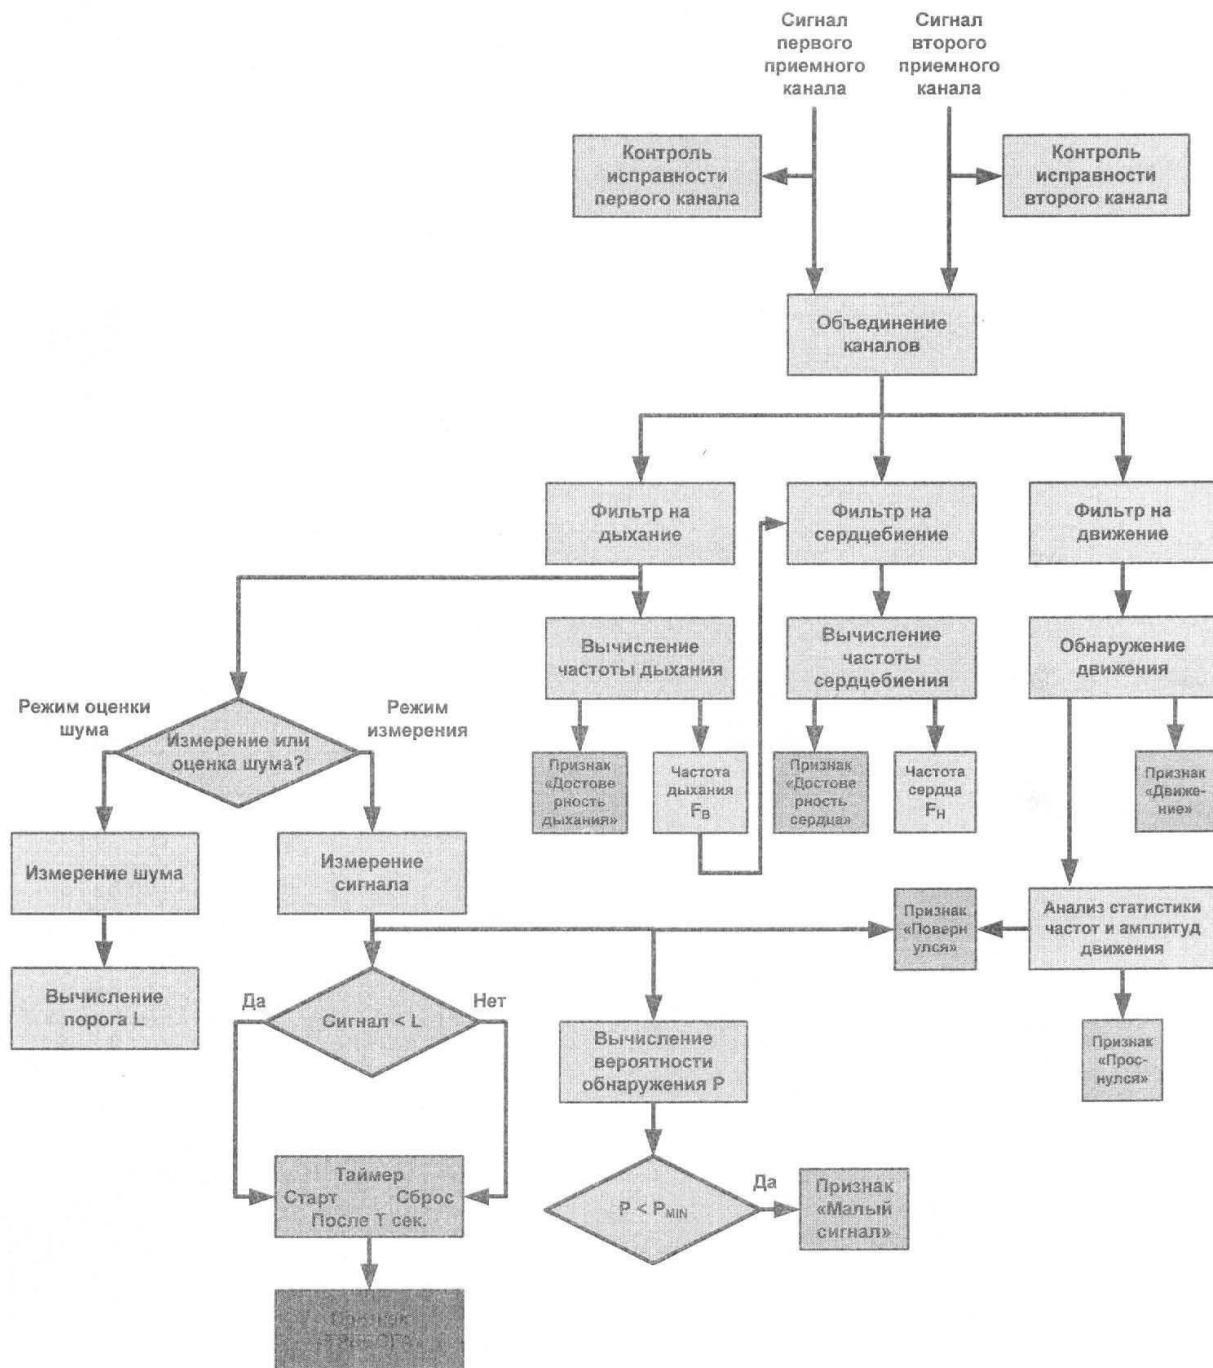 Сигнал
первого
приемного
канала
Сигнал
второго
приемного
канала
Контроль
исправности
первого канала
Контроль
исправности
второго канала
Объединение
каналов
Фильтр на
дыхание
Фильтр на
сердцебиение
Фильтр на
движение
Вычисление
частоты дыхания
Вычисление
частоты
сердцебиения
Обнаружение
движения
Режим оценки
шума
Режим
измерения
Измерение или
оценка шума?
Признак
«Достове
рность
дыхания»
Частота
дыхания
FB
Признак
«Достове
рность
сердца»
Частота
сердца
FH
Признак
«Движе-
ние»
Измерение шума
Измерение
сигнала
Признак
«Поверн
улся»
Анализ статистики
частот и амплитуд
движения
Вычисление
порога L
Да
Сигнал < L
Нет
Вычисление
вероятности
обнаружения P
Признак
«Прос-
нулся»
Таймер
Старт Сброс
После T сек.
P < PMIN
Да
Признак
«Малый
сигнал»
Признак